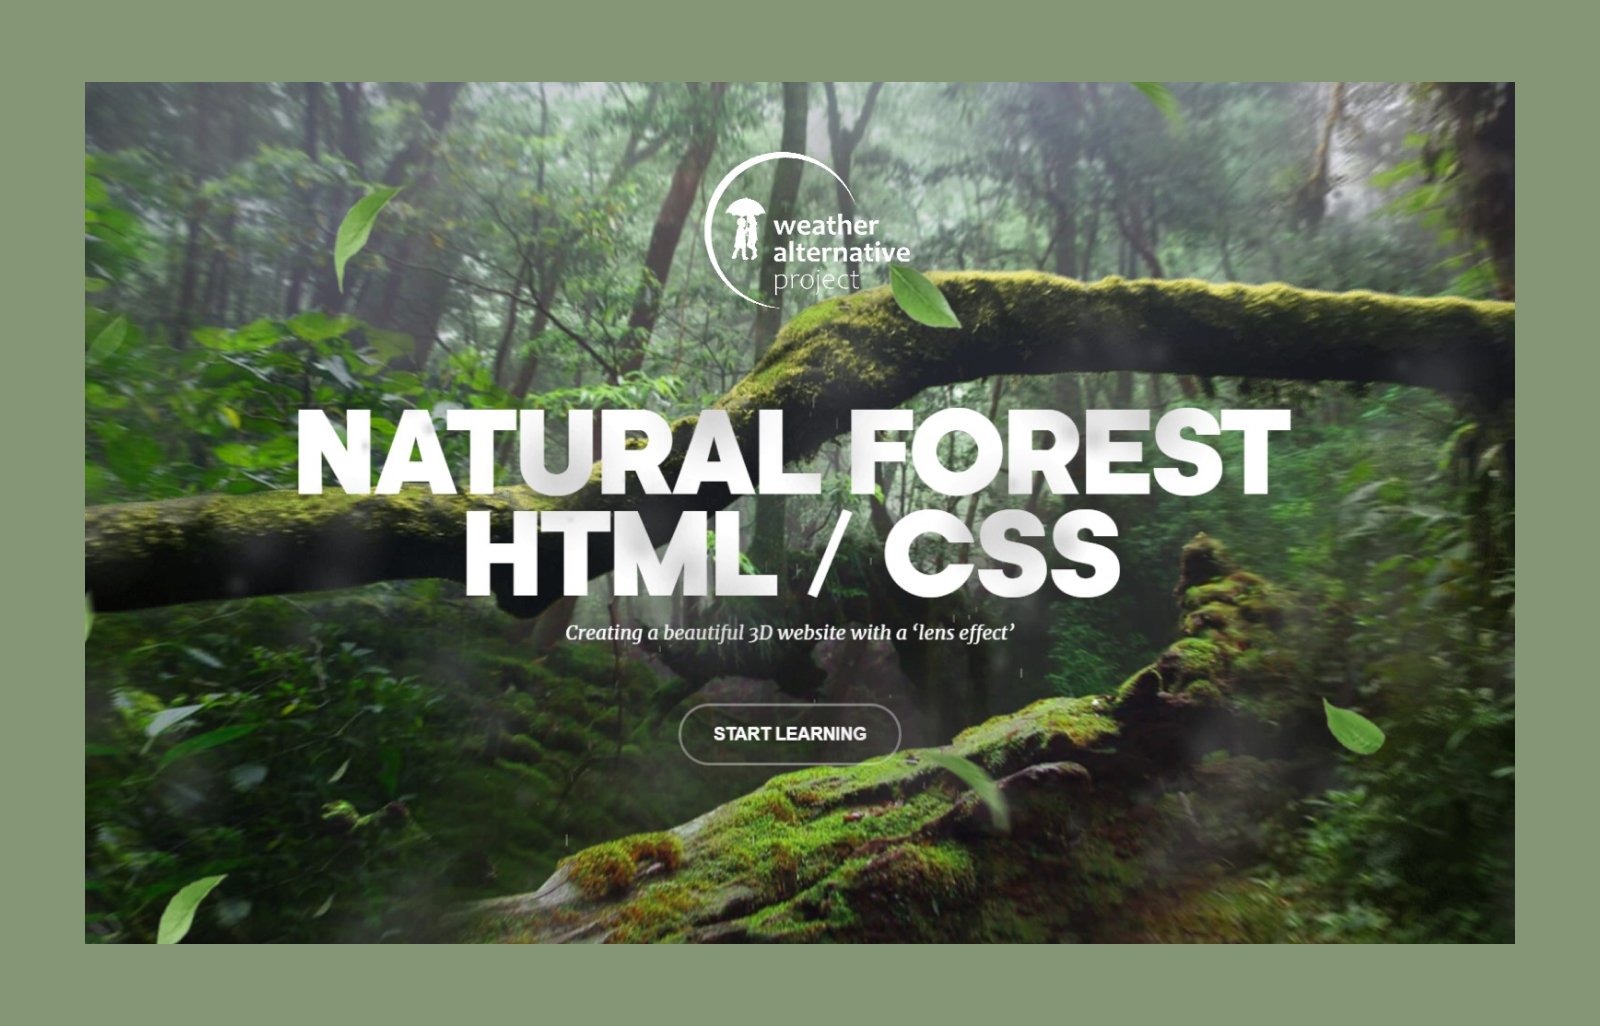 weather
alternative
project
NATURAL FOREST
HTML / CSS
Creating a beautiful 3D website with a ‘lens effect’
START LEARNING